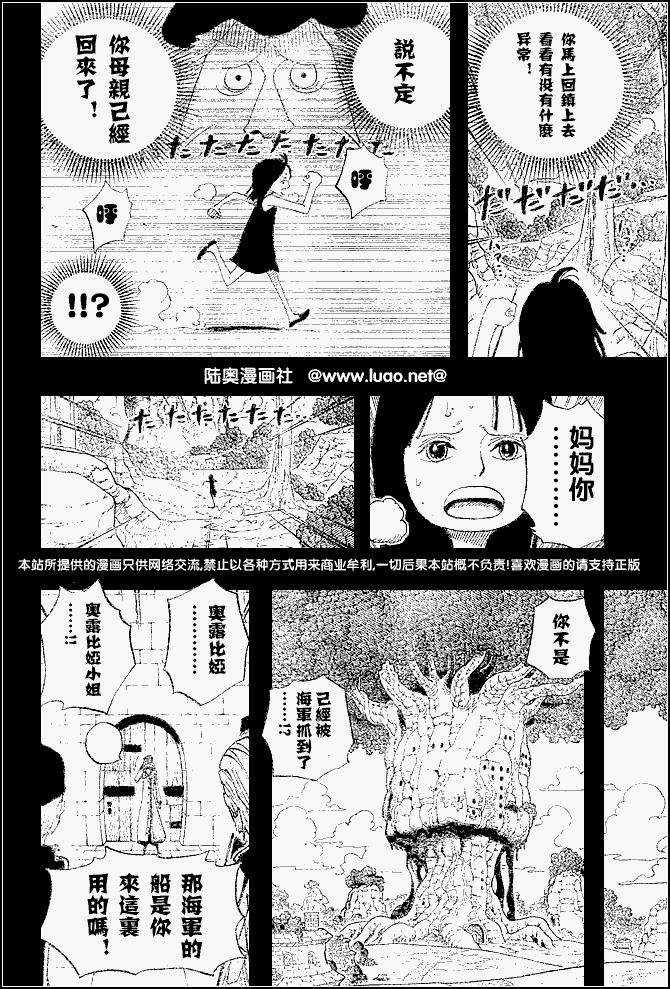 你馬上回鎮上去
看看有没有什麼
異常！
だだだだ‥
說不定
你母親已經
回來了！
たたたたたた
呼
呼
!!?
陆奥漫画社 @www.luao.net@
妈妈你
…………
たたたたたた‥
本站所提供的漫画只供网络交流,禁止以各种方式用来商业牟利,一切后果本站概不负责!喜欢漫画的请支持正版
你不是
已經被
海軍抓到了
……!?
奧露比婭
………
奧露比婭小姐
……!!
那海軍的
船是你
來這裏
用的嗎！